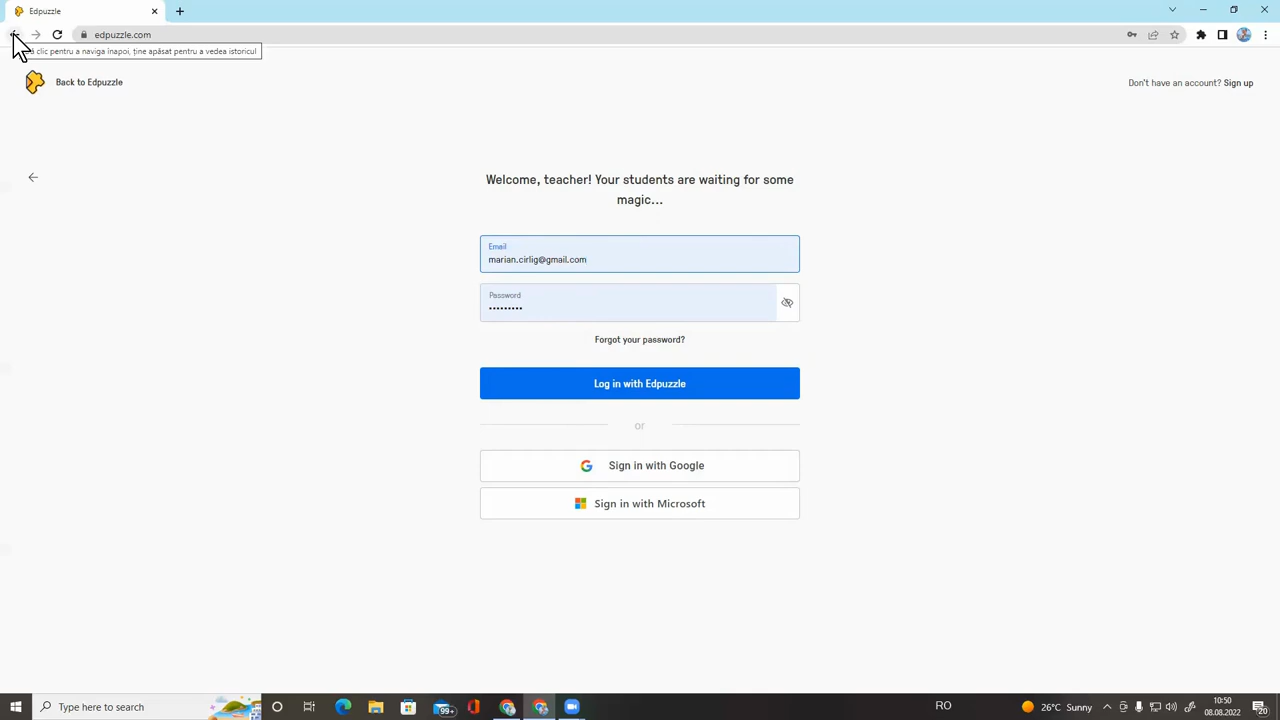 Edpuzzle
edpuzzle.com
clic pentru a naviga înapoi, ține apăsat pentru a vedea istoricul
Back to Edpuzzle
Don't have an account? Sign up
Welcome, teacher! Your students are waiting for some
magic...
Email
marian.cirlig@gmail.com
Password
•••••••••
Forgot your password?
Log in with Edpuzzle
or
Sign in with Google
Sign in with Microsoft
Type here to search
99+
26°C Sunny
RO
10:50
08.08.2022